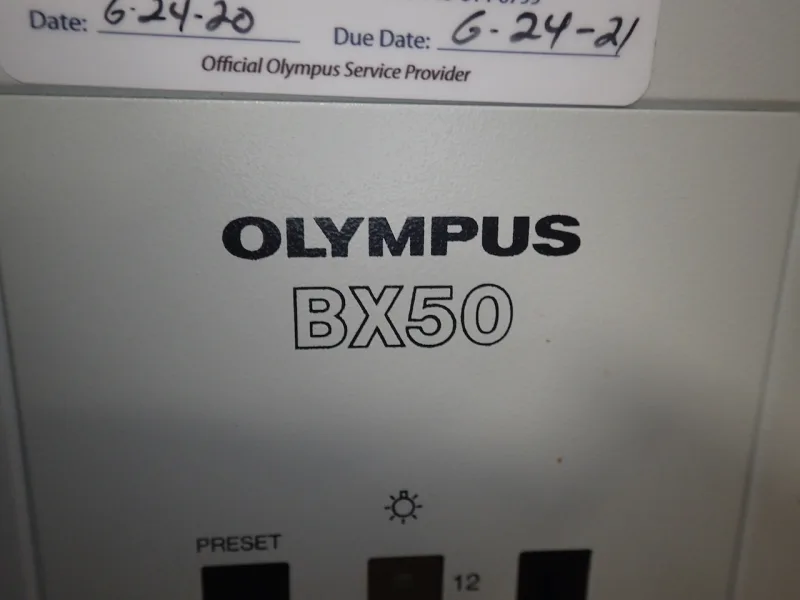 Date: 6-24-20
Due Date: 6-24-21
Official Olympus Service Provider
OLYMPUS
BX50
PRESET
12